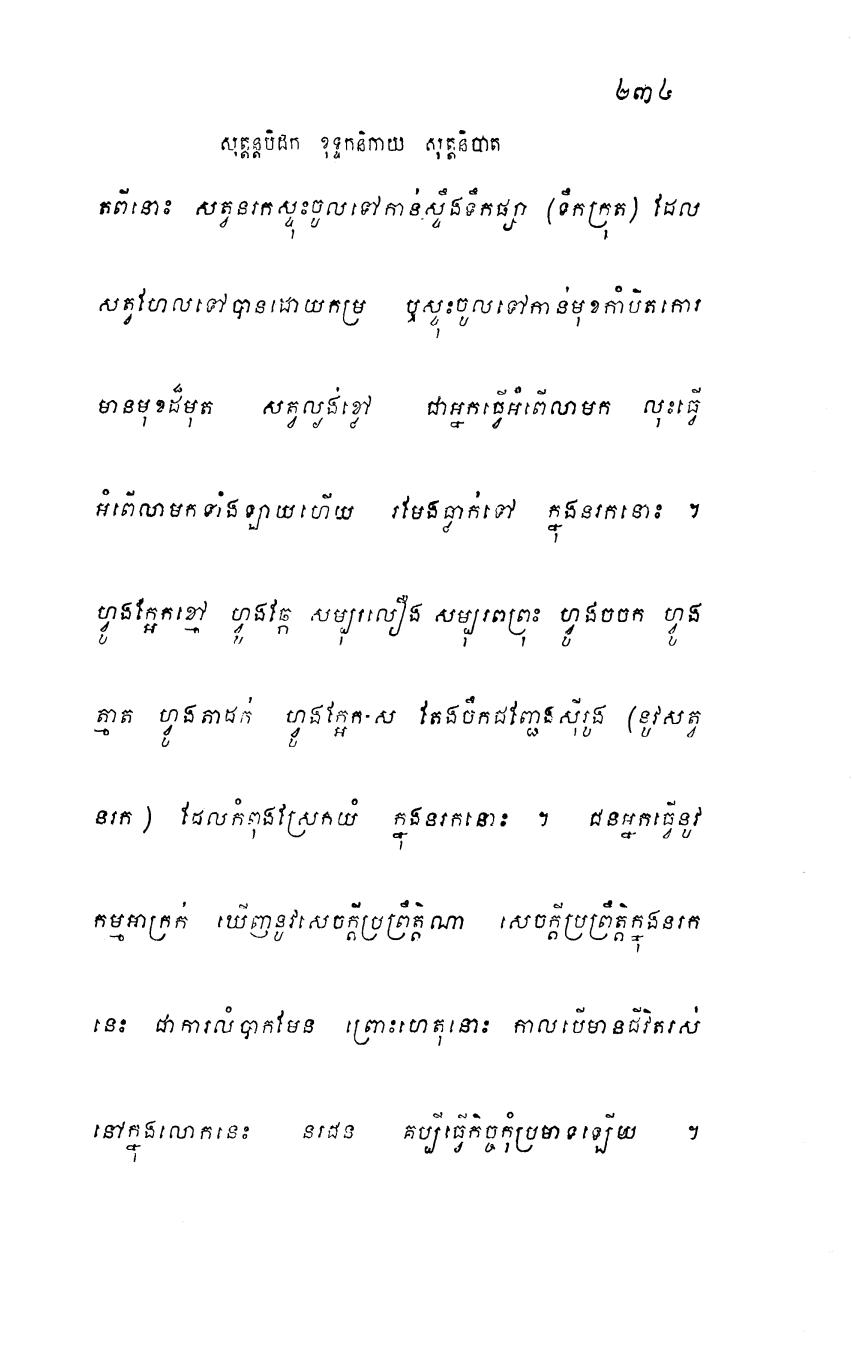 ២៣៤
សុត្តន្តបិដក ខុទ្ទកនិកាយ សុត្តនិបាត
តពីនោះ សត្វនរកស្ទុះចូលទៅកាន់ស្ទឹងទឹកផ្សា (ទឹកក្រុត) ដែល
សត្វហែលទៅបានដោយកម្រ ឬស្ទុះចូលទៅកាន់មុខកាំបិតកោរ
មានមុខដ៏មុត សត្វល្ងង់ខ្លៅ ជាអ្នកធ្វើអំពើលាមក លុះធ្វើ
អំពើលាមកទាំងឡាយហើយ រមែងធ្លាក់ទៅ ក្នុងនរកនោះ ។
ហ្វូងក្អែកខ្មៅ ហ្វូងឆ្កែ សម្បុរលឿង សម្បុរពព្រុះ ហ្វូងចចក ហ្វូង
ត្មាត ហ្វូងតាដក់ ហ្វូងក្អែក-ស តែងចឹកជញ្ជែងស៊ីរូង (នូវសត្វ
នរក) ដែលកំពុងស្រែកយំ ក្នុងនរកនោះ ។ ជនអ្នកធ្វើនូវ
កម្មអាក្រក់ ឃើញនូវសេចក្តីប្រព្រឹត្តិណា សេចក្តីប្រព្រឹត្តិក្នុងនរក
នេះ ជាការលំបាកមែន ព្រោះហេតុនោះ កាលបើមានជីវិតរស់
នៅក្នុងលោកនេះ នរជន គប្បីធ្វើកិច្ចកុំប្រមាទឡើយ ។